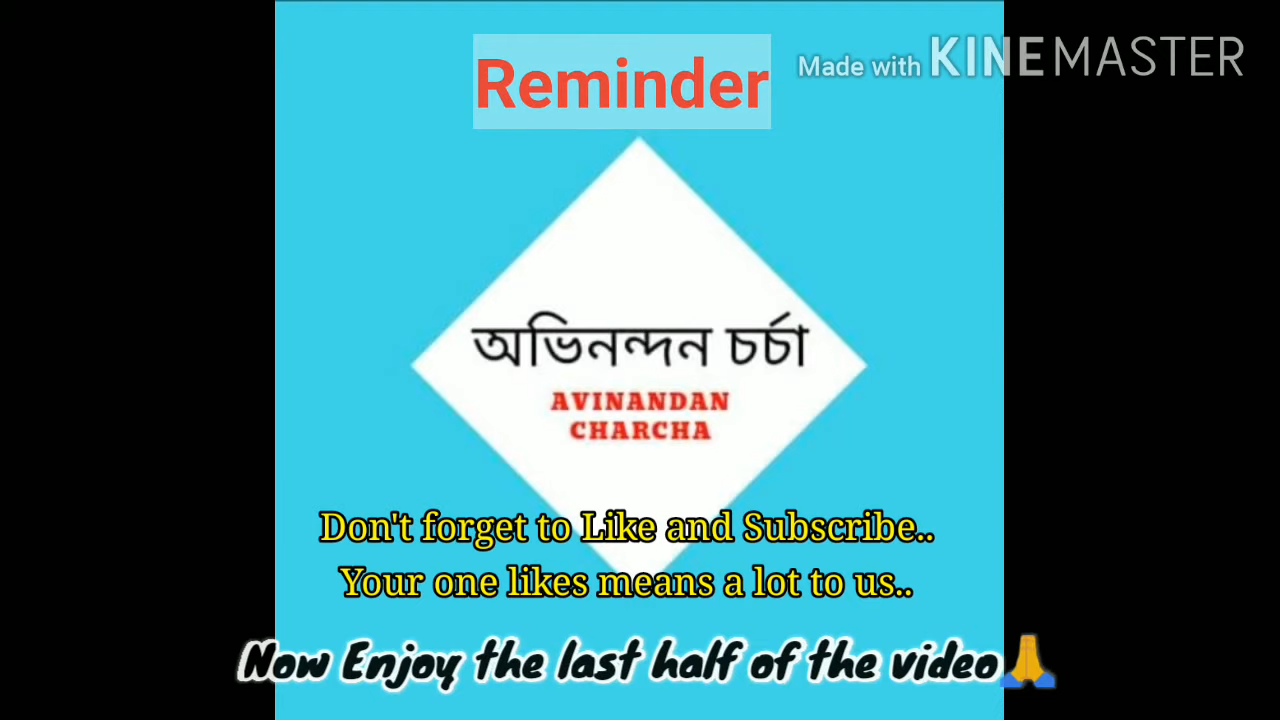 Reminder
Made with KINEMASTER
অভিনন্দন চর্চা
AVINANDAN
CHARCHA
Don't forget to Like and Subscribe..
Your one likes means a lot to us..
Now Enjoy the last half of the video🙏